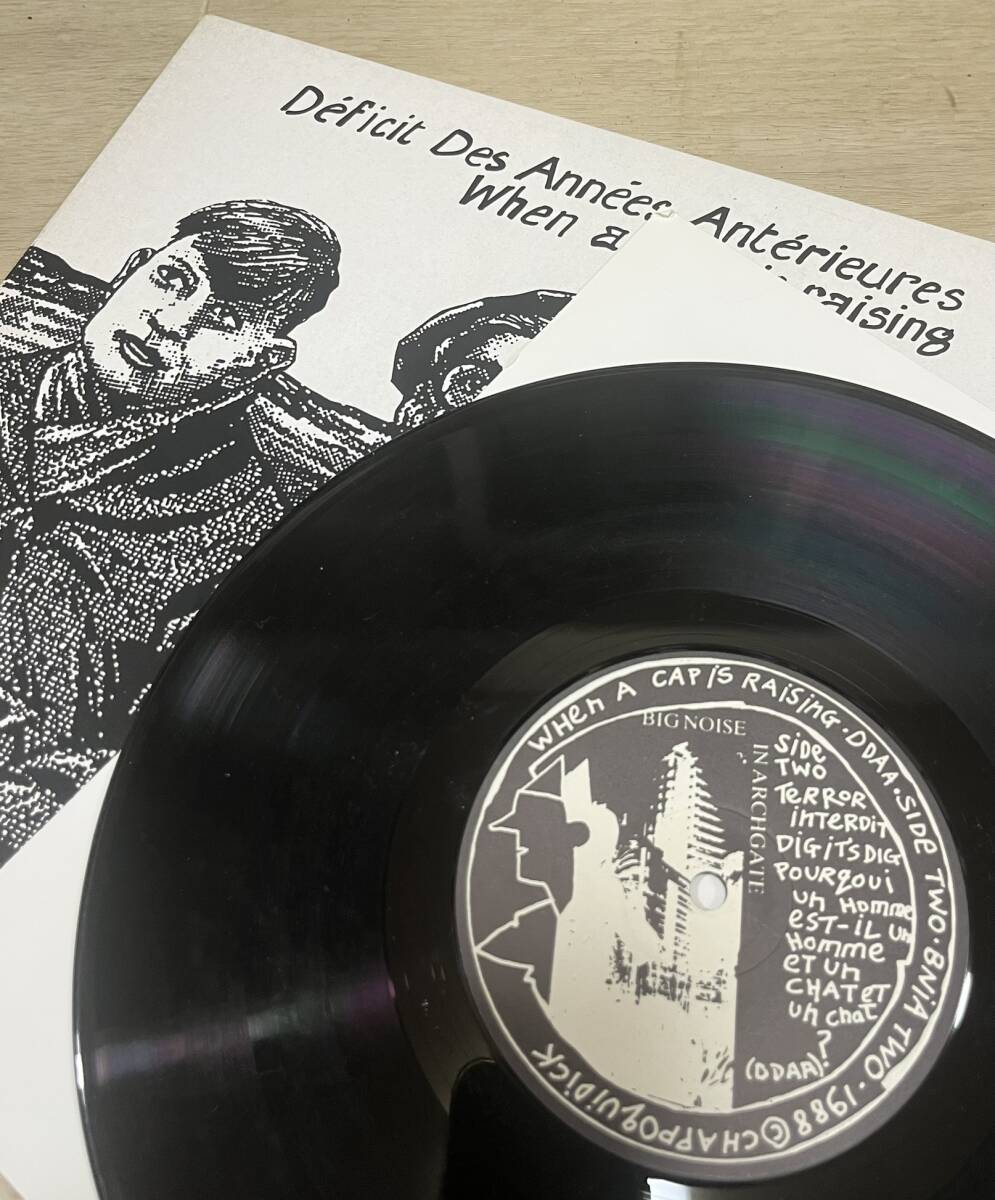 Déficit Des Années Antérieures
When a raising
WHEN A CAP IS RAISING · DDAA · SIDE TWO · BNIA TWO · 1988 © CHAPPOQUIDICK
BIG NOISE
IN ARCHGATE
SIDE
TWO
TERROR
INTERDIT
DIGITS DIG
POURQOUI
UN HOMME
EST-IL UN
HOMME
ET UN
CHAT ET
UN CHAT
?
(DDAA)